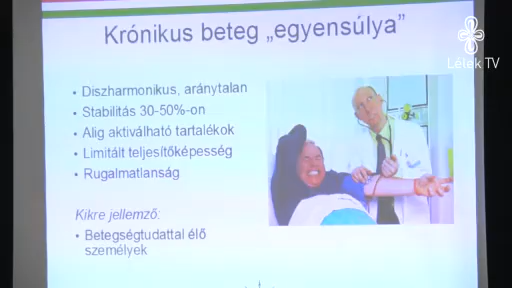 Krónikus beteg „egyensúlya”
Lélek TV
• Diszharmonikus, aránytalan
• Stabilitás 30-50%-on
• Alig aktiválható tartalékok
• Limitált teljesítőképesség
• Rugalmatlanság
Kikre jellemző:
• Betegségtudattal élő
személyek